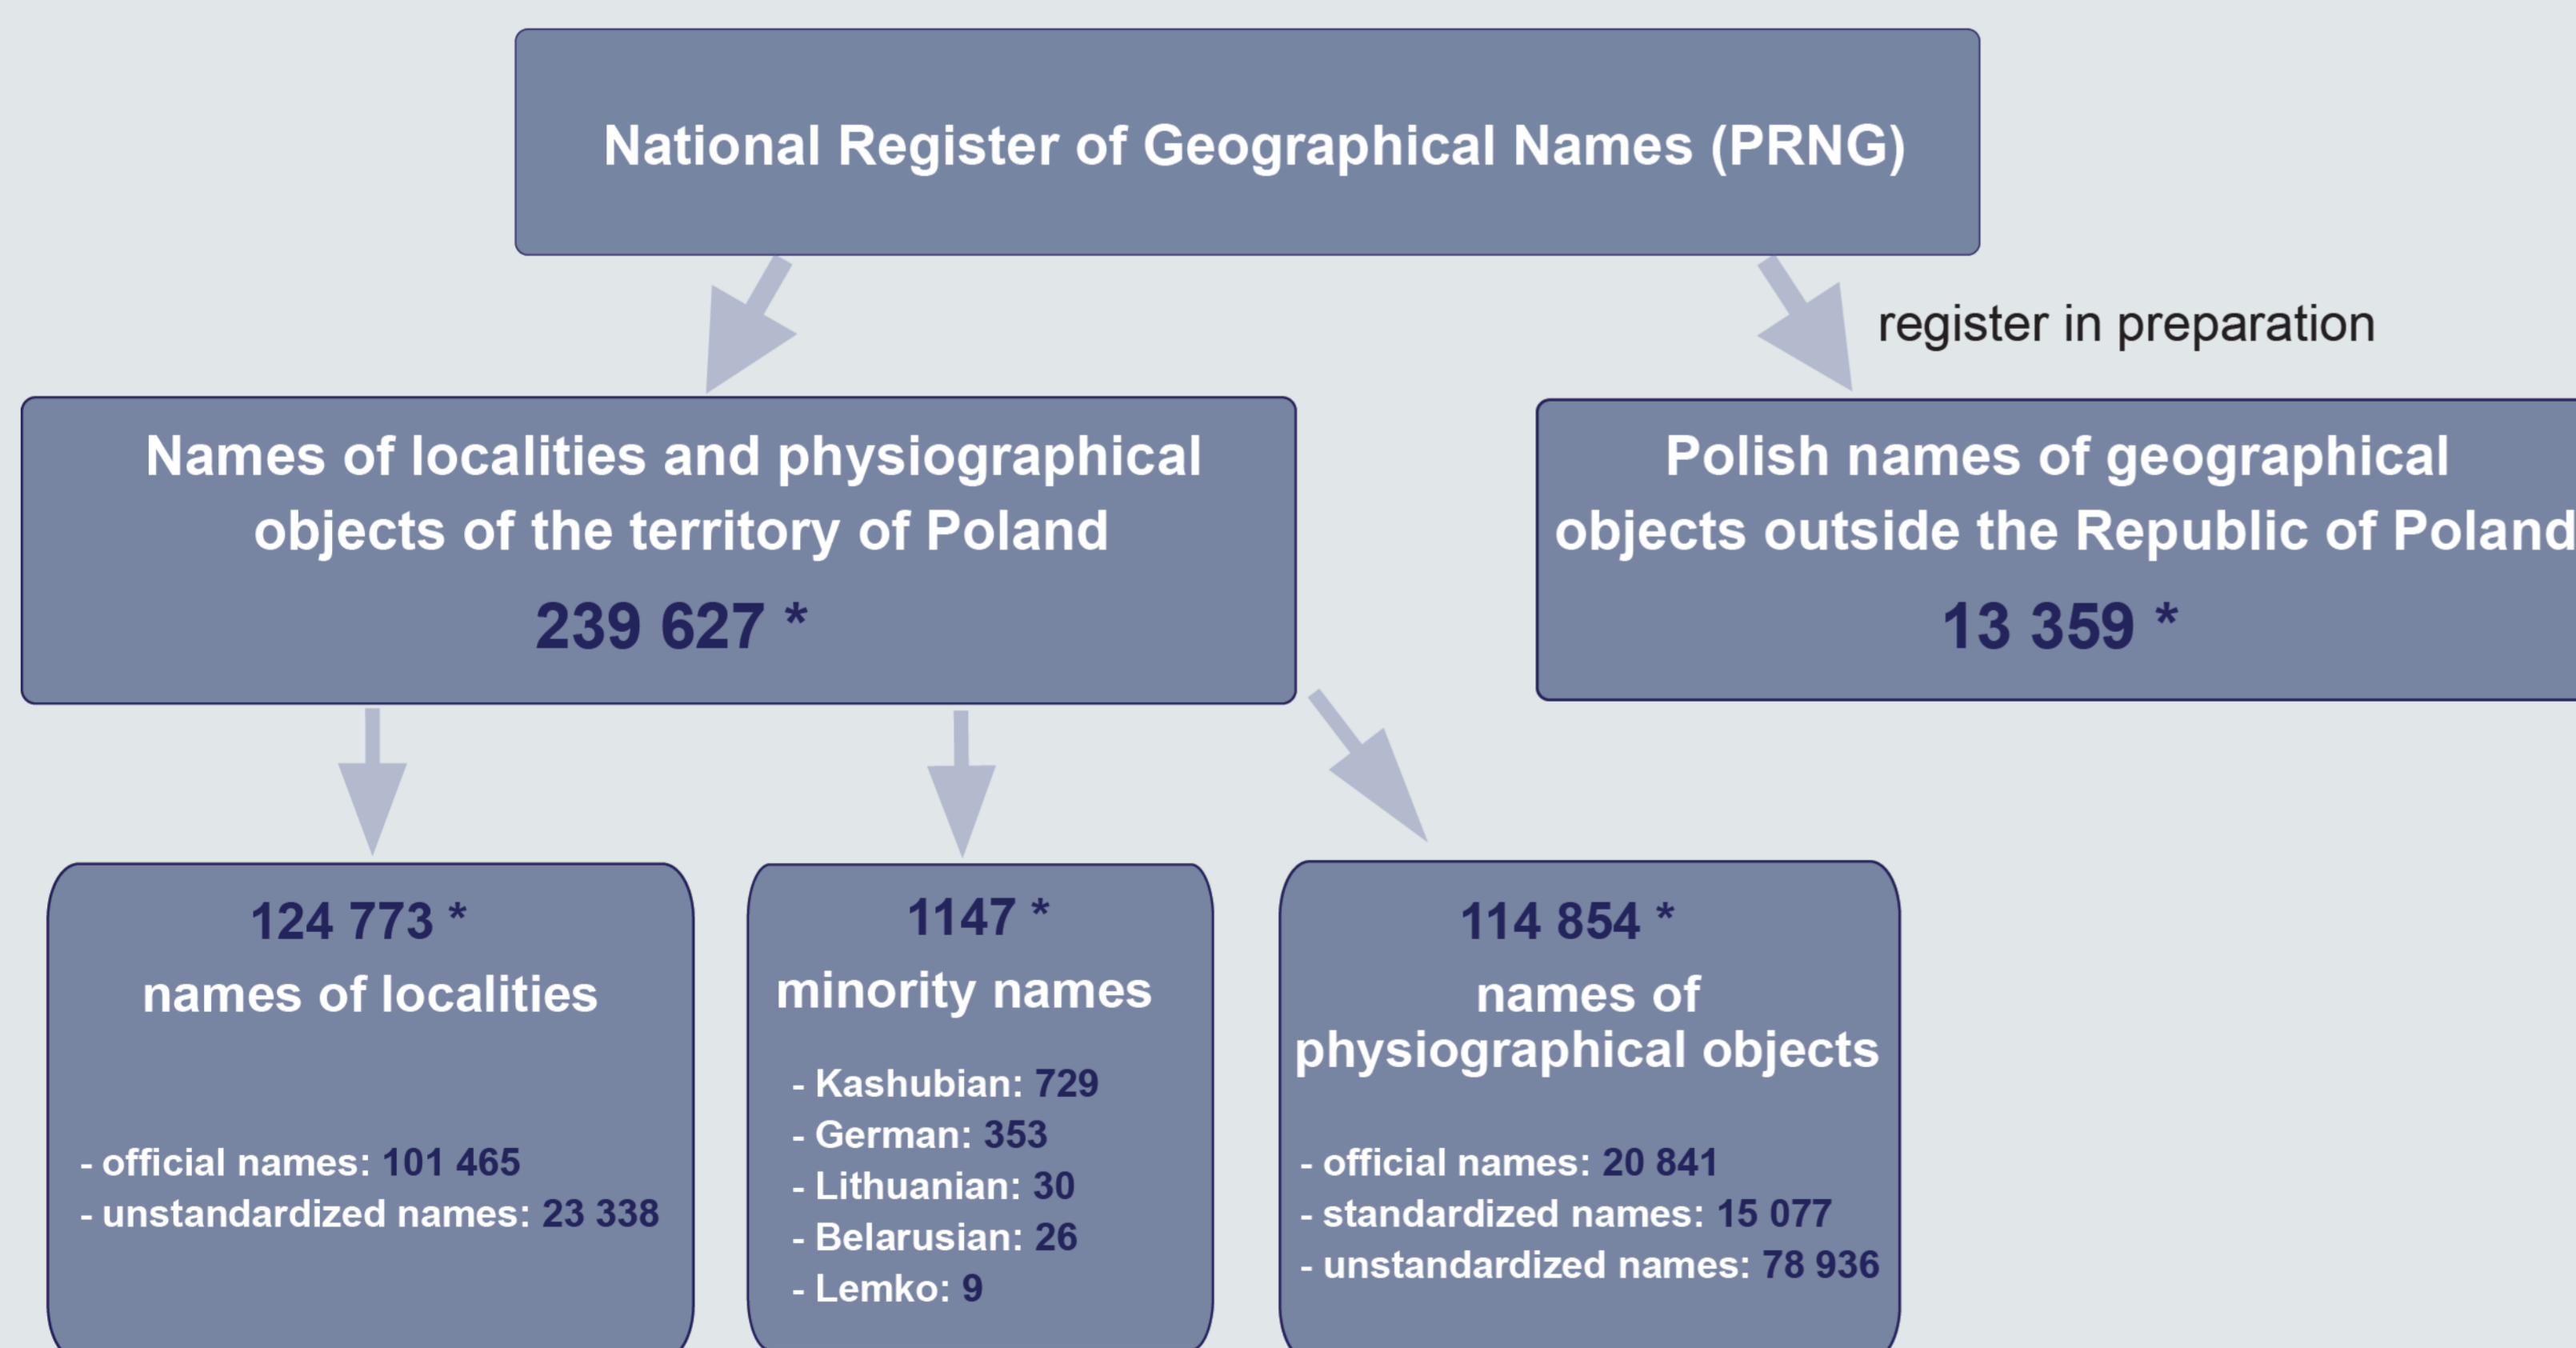 National Register of Geographical Names (PRNG)
register in preparation
Names of localities and physiographical
objects of the territory of Poland
239 627 *
Polish names of geographical
objects outside the Republic of Poland
13 359 *
124 773 *
names of localities
- official names: 101 465
- unstandardized names: 23 338
1147 *
minority names
- Kashubian: 729
- German: 353
- Lithuanian: 30
- Belarusian: 26
- Lemko: 9
114 854 *
names of
physiographical objects
- official names: 20 841
- standardized names: 15 077
- unstandardized names: 78 936